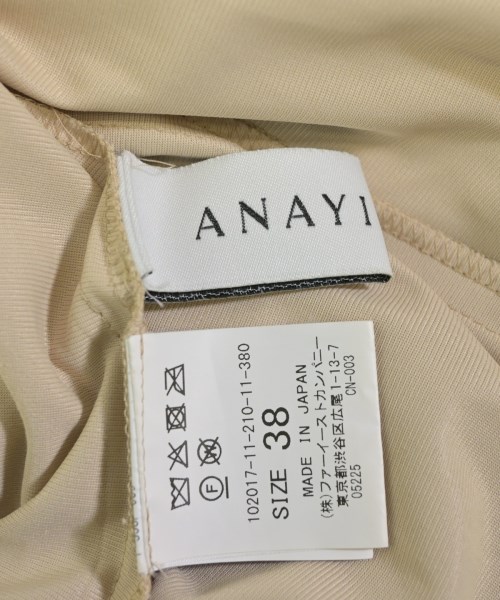 ANAYI
102017-11-210-11-380
SIZE 38
MADE IN JAPAN
(株)ファーイーストカンパニー
東京都渋谷区広尾1-13-7
05225 CN-003
F